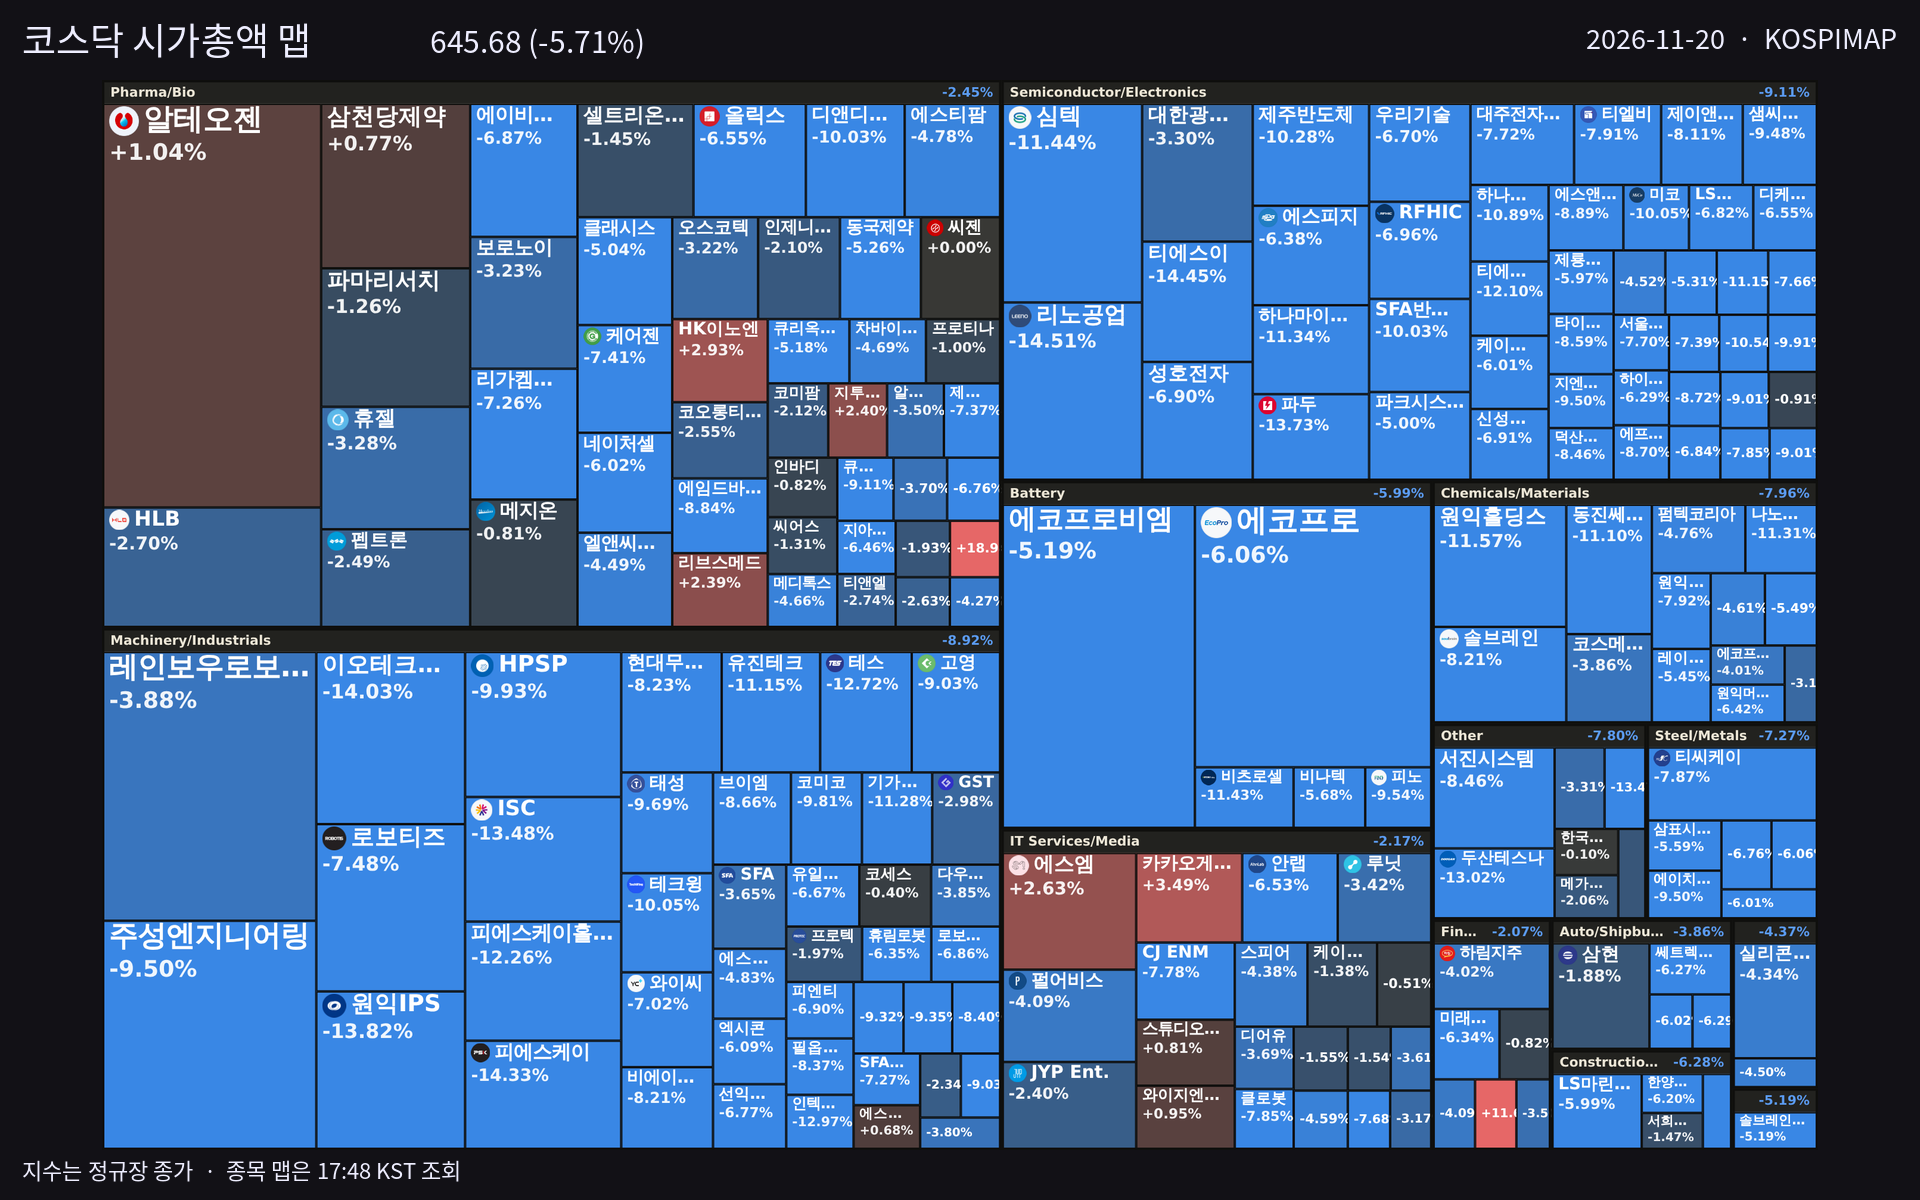 코스닥 시가총액 맵
645.68 (-5.71%)
2026-11-20 · KOSPIMAP
Pharma/Bio
-2.45%
알테오젠
+1.04%
HLB
-2.70%
삼천당제약
+0.77%
파마리서치
-1.26%
휴젤
-3.28%
펩트론
-2.49%
에이비...
-6.87%
보로노이
-3.23%
리가켐...
-7.26%
메지온
-0.81%
셀트리온...
-1.45%
올릭스
-6.55%
디앤디...
-10.03%
에스티팜
-4.78%
클래시스
-5.04%
케어젠
-7.41%
네이처셀
-6.02%
엘앤씨...
-4.49%
오스코텍
-3.22%
인제니...
-2.10%
동국제약
-5.26%
씨젠
+0.00%
HK이노엔
+2.93%
코오롱티...
-2.55%
에임드바...
-8.84%
리브스메드
+2.39%
큐리옥...
-5.18%
차바이...
-4.69%
프로티나
-1.00%
코미팜
-2.12%
지투...
+2.40%
알...
-3.50%
제...
-7.37%
인바디
-0.82%
큐...
-9.11%
-3.70%
-6.76%
씨어스
-1.31%
지아...
-6.46%
-1.93%
+18.9
메디톡스
-4.66%
티앤엘
-2.74%
-2.63%
-4.27%
Semiconductor/Electronics
-9.11%
심텍
-11.44%
리노공업
-14.51%
대한광...
-3.30%
티에스이
-14.45%
성호전자
-6.90%
제주반도체
-10.28%
에스피지
-6.38%
하나마이...
-11.34%
파두
-13.73%
우리기술
-6.70%
RFHIC
-6.96%
SFA반...
-10.03%
파크시스...
-5.00%
대주전자...
-7.72%
티엘비
-7.91%
제이앤...
-8.11%
샘씨...
-9.48%
하나...
-10.89%
에스앤...
-8.89%
미코
-10.05%
LS...
-6.82%
디케...
-6.55%
티에...
-12.10%
제룡...
-5.97%
-4.52%
-5.31%
-11.15
-7.66%
케이...
-6.01%
타이...
-8.59%
서울...
-7.70%
-7.39%
-10.54
-9.91%
지엔...
-9.50%
하이...
-6.29%
-8.72%
-9.01%
-0.91%
신성...
-6.91%
덕산...
-8.46%
에프...
-8.70%
-6.84%
-7.85%
-9.01%
Battery
-5.99%
에코프로비엠
-5.19%
에코프로
-6.06%
비츠로셀
-11.43%
비나텍
-5.68%
피노
-9.54%
Chemicals/Materials
-7.96%
원익홀딩스
-11.57%
솔브레인
-8.21%
동진쎄...
-11.10%
코스메...
-3.86%
펌텍코리아
-4.76%
나노...
-11.31%
원익...
-7.92%
-4.61%
-5.49%
레이...
-5.45%
에코프...
-4.01%
원익머...
-6.42%
-3.1
Machinery/Industrials
-8.92%
레인보우로보...
-3.88%
주성엔지니어링
-9.50%
이오테크...
-14.03%
로보티즈
-7.48%
원익IPS
-13.82%
HPSP
-9.93%
ISC
-13.48%
피에스케이홀...
-12.26%
피에스케이
-14.33%
현대무...
-8.23%
유진테크
-11.15%
테스
-12.72%
고영
-9.03%
태성
-9.69%
테크윙
-10.05%
와이씨
-7.02%
비에이...
-8.21%
브이엠
-8.66%
코미코
-9.81%
기가...
-11.28%
GST
-2.98%
SFA
-3.65%
유일...
-6.67%
코세스
-0.40%
다우...
-3.85%
에스...
-4.83%
프로텍
-1.97%
휴림로봇
-6.35%
로보...
-6.86%
엑시콘
-6.09%
피엔티
-6.90%
-9.32%
-9.35%
-8.40%
필옵...
-8.37%
SFA...
-7.27%
-2.34
-9.03
선익...
-6.77%
인텍...
-12.97%
에스...
+0.68%
-3.80%
IT Services/Media
-2.17%
에스엠
+2.63%
펄어비스
-4.09%
JYP Ent.
-2.40%
카카오게...
+3.49%
안랩
-6.53%
루닛
-3.42%
CJ ENM
-7.78%
스튜디오...
+0.81%
와이지엔...
+0.95%
스피어
-4.38%
케이...
-1.38%
-0.51%
디어유
-3.69%
-1.55%
-1.54%
-3.61
클로봇
-7.85%
-4.59%
-7.68
-3.17
Other
-7.80%
서진시스템
-8.46%
두산테스나
-13.02%
-3.31%
-13.4
한국...
-0.10%
메가...
-2.06%
Steel/Metals
-7.27%
티씨케이
-7.87%
삼표시...
-5.59%
-6.76%
-6.06%
에이치...
-9.50%
-6.01%
Fin...
-2.07%
하림지주
-4.02%
미래...
-6.34%
-0.82%
-4.09
+11.6
-3.5
Auto/Shipbu...
-3.86%
삼현
-1.88%
쎄트렉...
-6.27%
-6.02
-6.29
Constructio...
-6.28%
LS마린...
-5.99%
한양...
-6.20%
서희...
-1.47%
-4.37%
실리콘...
-4.34%
-4.50%
-5.19%
솔브레인...
-5.19%
지수는 정규장 종가 · 종목 맵은 17:48 KST 조회